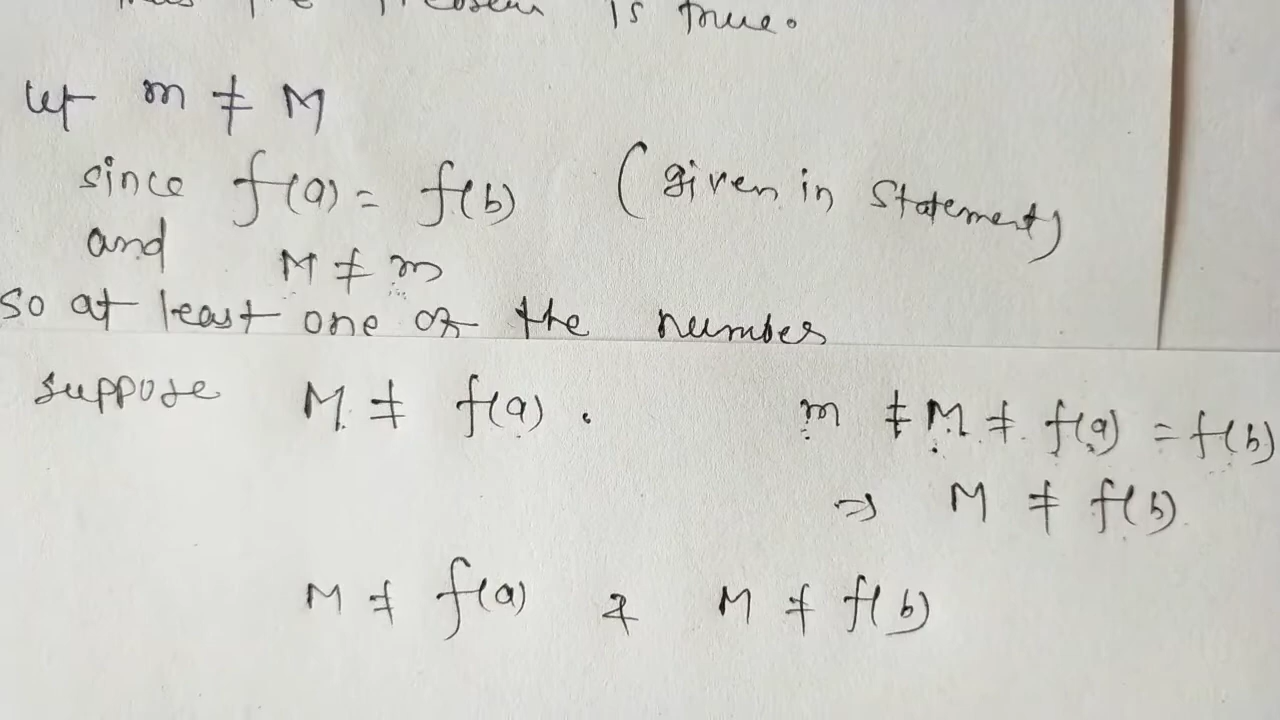 is true.
let m ≠ M
since f(a) = f(b) (given in statement)
and M ≠ m
so at least one of the number
suppose M ≠ f(a). m ≠ M ≠ f(a) = f(b)
⇒ M ≠ f(b)
M ≠ f(a) & M ≠ f(b)